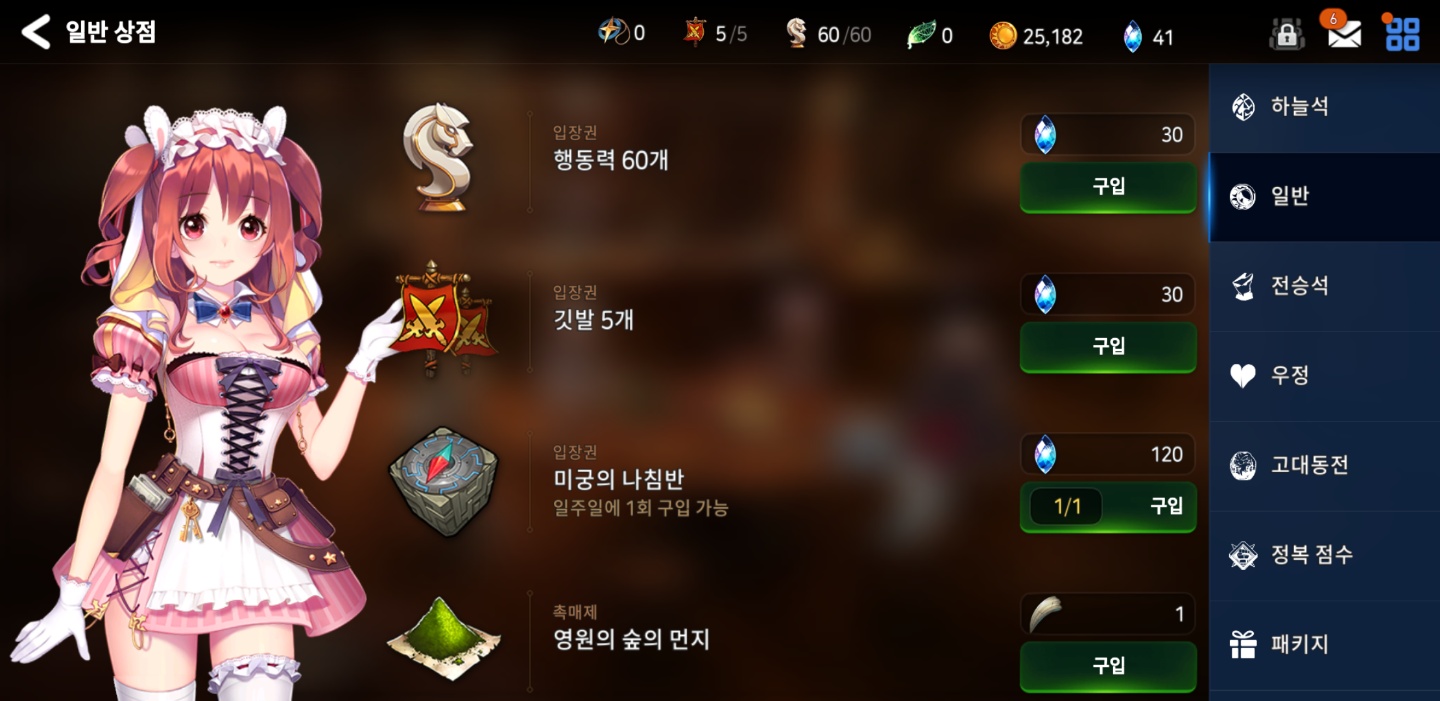 일반 상점
0
5/5
60/60
0
25,182
41
6
입장권
행동력 60개
30
구입
입장권
깃발 5개
30
구입
입장권
미궁의 나침반
일주일에 1회 구입 가능
120
1/1 구입
촉매제
영원의 숲의 먼지
1
구입
하늘석
일반
전승석
우정
고대동전
정복 점수
패키지